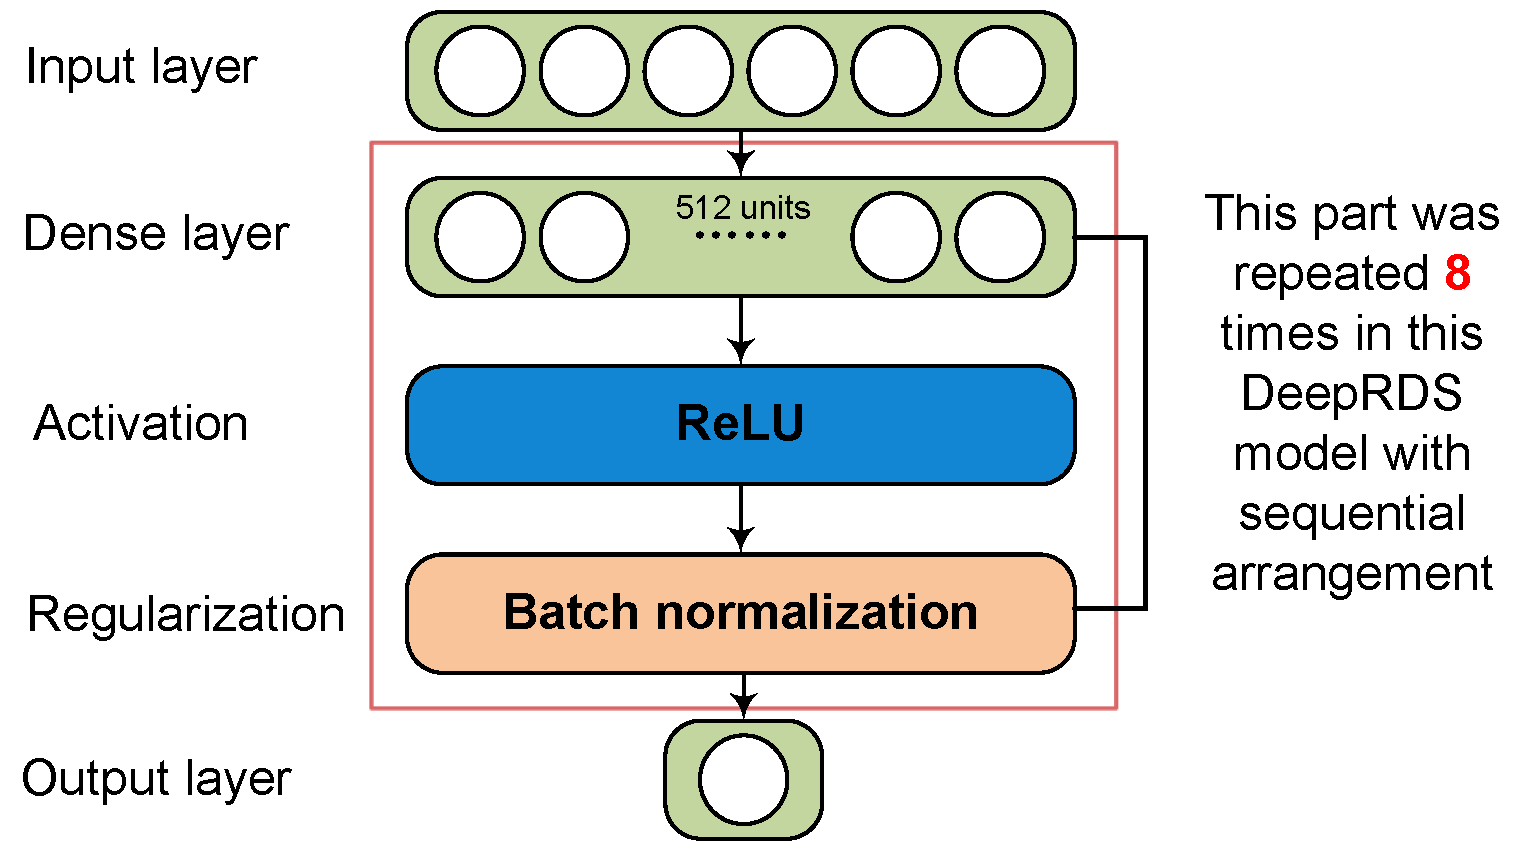 Input layer
Dense layer
512 units
......
Activation
ReLU
Regularization
Batch normalization
Output layer
This part was
repeated 8
times in this
DeepRDS
model with
sequential
arrangement